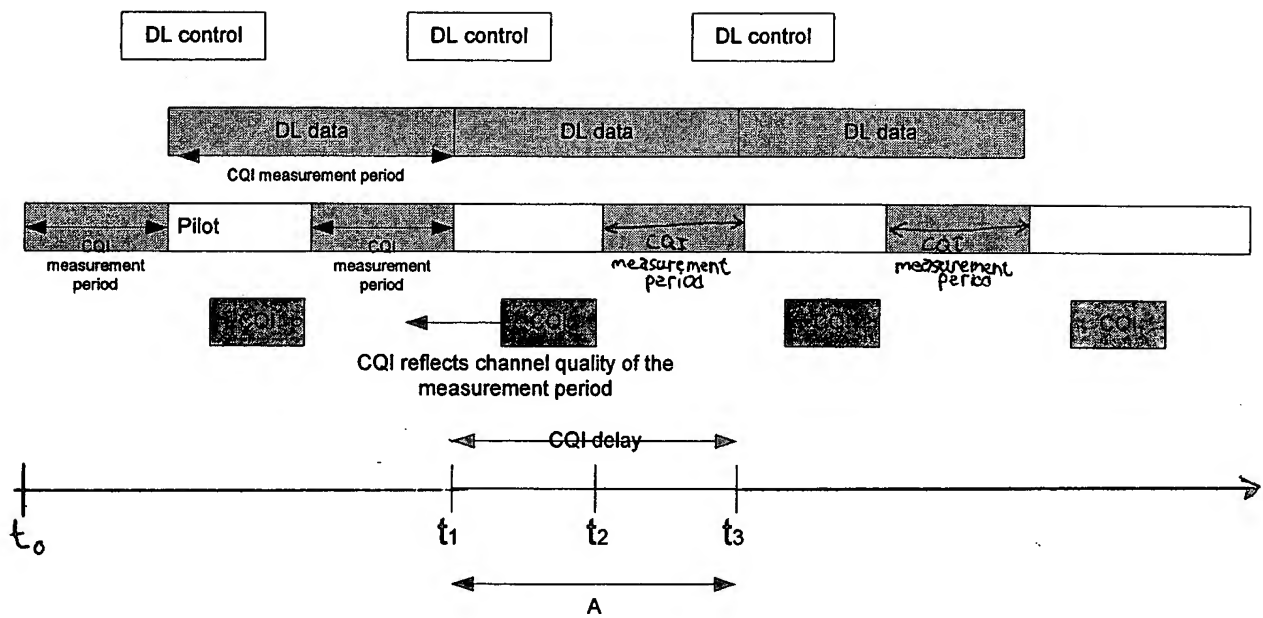 DL control
DL control
DL control
DL data
DL data
DL data
CQI measurement period
Pilot
CQI
measurement
period
CQI
measurement
period
CQI
measurement
period
CQI
measurement
period
CQI
CQI
CQI
CQI
CQI reflects channel quality of the
measurement period
CQI delay
t₀
t1
t2
t3
A